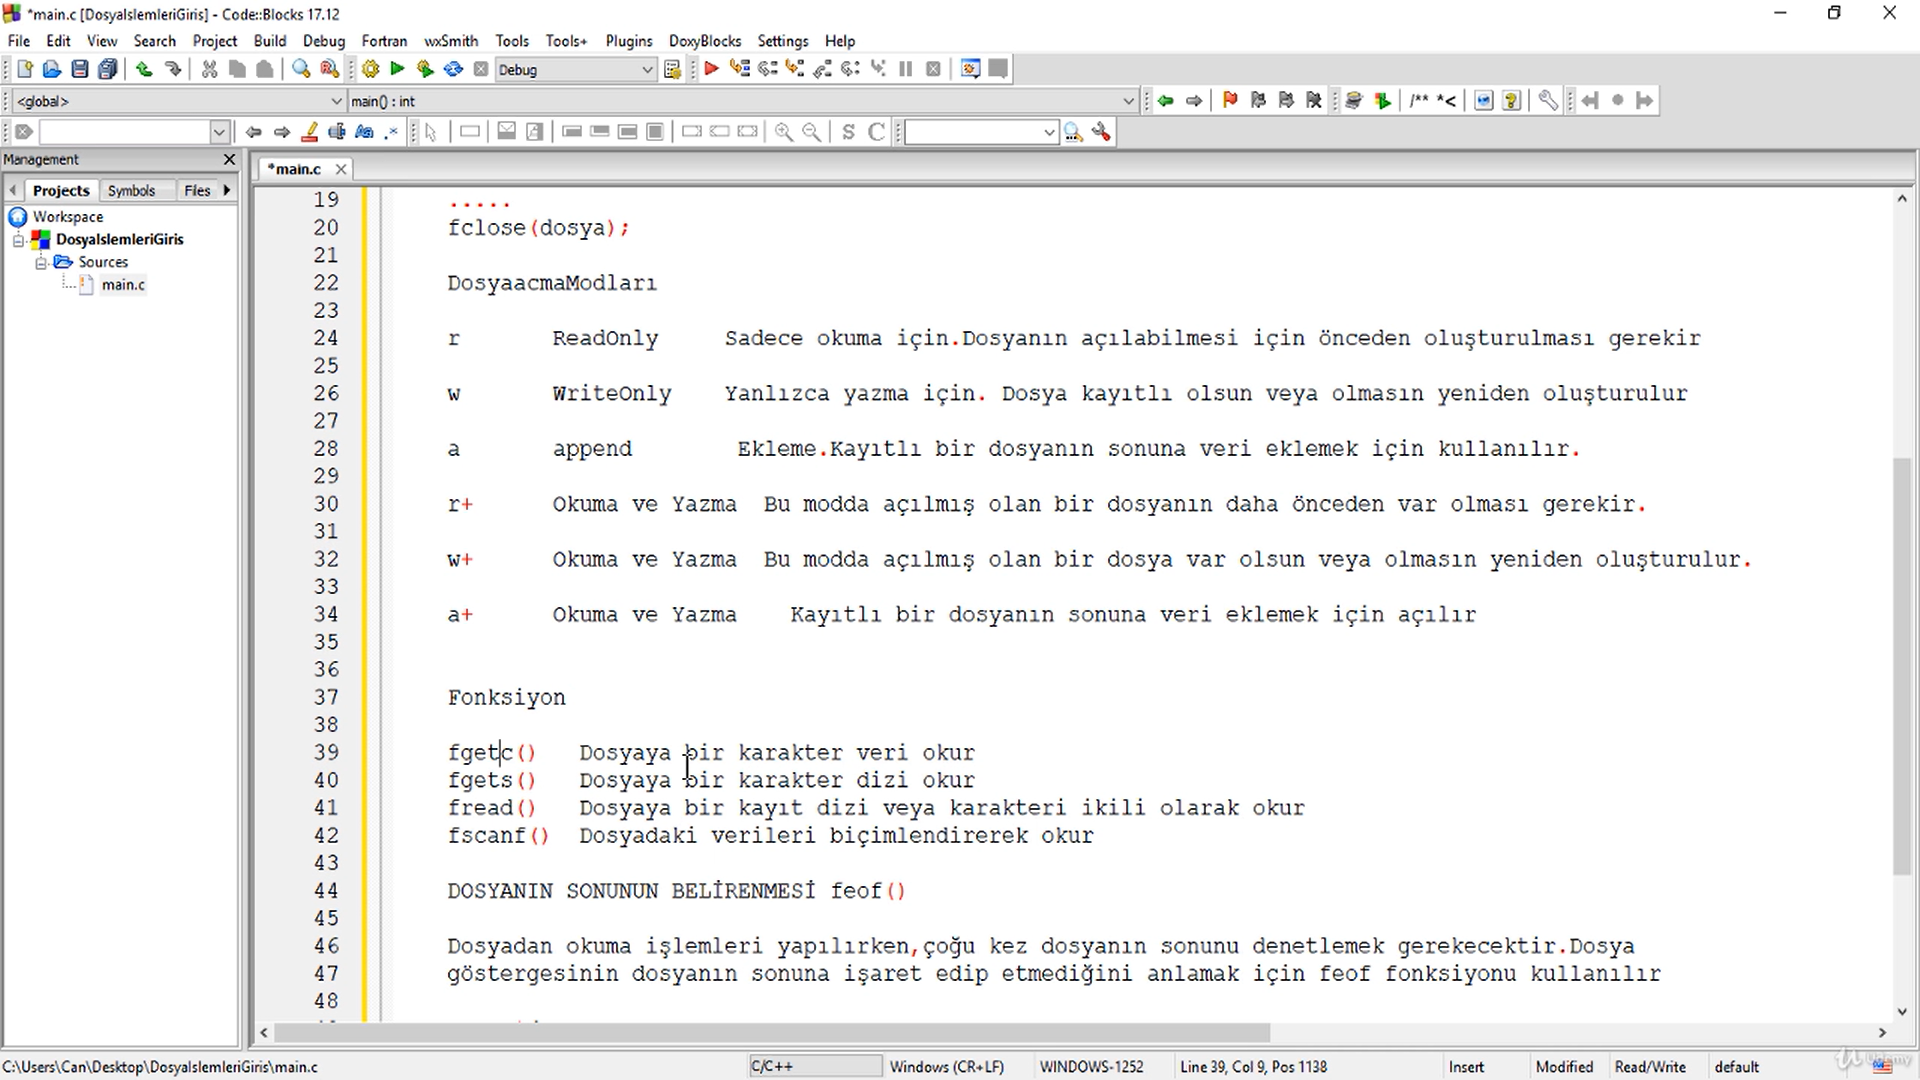 *main.c [DosyaIslemleriGiris] - Code::Blocks 17.12
File Edit View Search Project Build Debug Fortran wxSmith Tools Tools+ Plugins DoxyBlocks Settings Help
Debug
<global> main() : int /** *<
.* S C
Management
Projects Symbols Files
*main.c
Workspace
DosyaIslemleriGiris
Sources
main.c
19 .....
20 fclose(dosya);
21
22 DosyaacmaModları
23
24 r ReadOnly Sadece okuma için.Dosyanın açılabilmesi için önceden oluşturulması gerekir
25
26 w WriteOnly Yanlızca yazma için. Dosya kayıtlı olsun veya olmasın yeniden oluşturulur
27
28 a append Ekleme.Kayıtlı bir dosyanın sonuna veri eklemek için kullanılır.
29
30 r+ Okuma ve Yazma Bu modda açılmış olan bir dosyanın daha önceden var olması gerekir.
31
32 w+ Okuma ve Yazma Bu modda açılmış olan bir dosya var olsun veya olmasın yeniden oluşturulur.
33
34 a+ Okuma ve Yazma Kayıtlı bir dosyanın sonuna veri eklemek için açılır
35
36
37 Fonksiyon
38
39 fgetc() Dosyaya bir karakter veri okur
40 fgets() Dosyaya bir karakter dizi okur
41 fread() Dosyaya bir kayıt dizi veya karakteri ikili olarak okur
42 fscanf() Dosyadaki verileri biçimlendirerek okur
43
44 DOSYANIN SONUNUN BELİRENMESİ feof()
45
46 Dosyadan okuma işlemleri yapılırken,çoğu kez dosyanın sonunu denetlemek gerekecektir.Dosya
47 göstergesinin dosyanın sonuna işaret edip etmediğini anlamak için feof fonksiyonu kullanılır
48
C:\Users\Can\Desktop\DosyaIslemleriGiris\main.c C/C++ Windows (CR+LF) WINDOWS-1252 Line 39, Col 9, Pos 1138 Insert Modified Read/Write default
Udemy